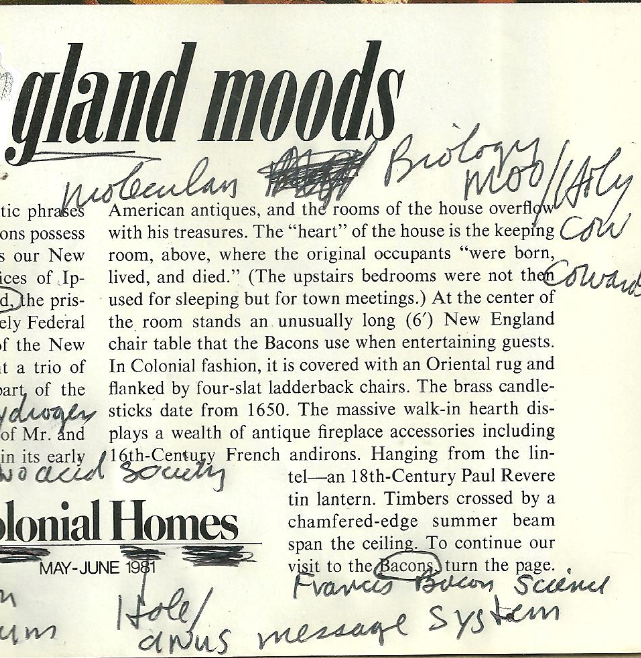 gland moods
molecular Biology
Moo/Holy
Cow
Coward
tic phrases
ons possess
s our New
ices of Ip-
d, the pris-
ely Federal
of the New
t a trio of
part of the
ydrogen
of Mr. and
in its early
American antiques, and the rooms of the house overflow
with his treasures. The “heart” of the house is the keeping
room, above, where the original occupants “were born,
lived, and died.” (The upstairs bedrooms were not then
used for sleeping but for town meetings.) At the center of
the room stands an unusually long (6′) New England
chair table that the Bacons use when entertaining guests.
In Colonial fashion, it is covered with an Oriental rug and
flanked by four-slat ladderback chairs. The brass candle-
sticks date from 1650. The massive walk-in hearth dis-
plays a wealth of antique fireplace accessories including
16th-Century French andirons. Hanging from the lin-
tel—an 18th-Century Paul Revere
tin lantern. Timbers crossed by a
chamfered-edge summer beam
span the ceiling. To continue our
visit to the Bacons, turn the page.
no acid society
olonial Homes
MAY-JUNE 1981
Francis Bacon Science
Hole/
anus message System